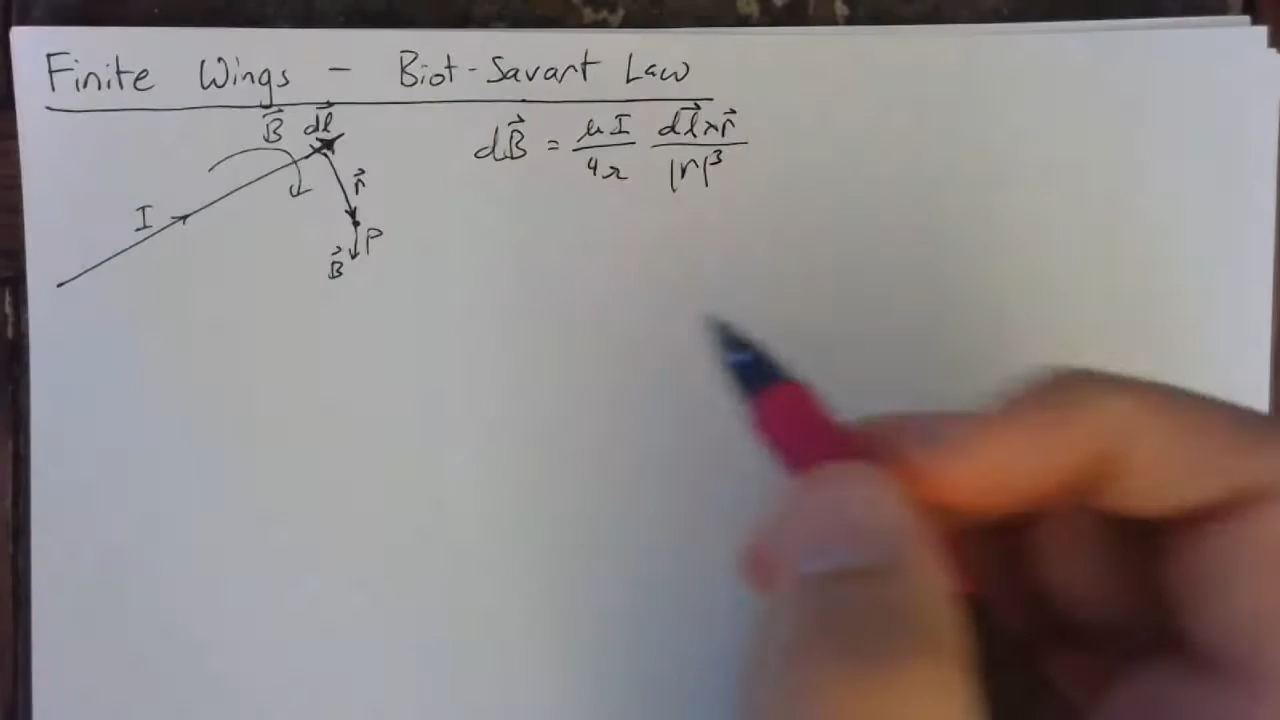 Finite Wings - Biot-Savart Law
B⃗ dl⃗
dB⃗ = μI/4π dl⃗×r⃗/|r|³
r⃗
I
P
B⃗